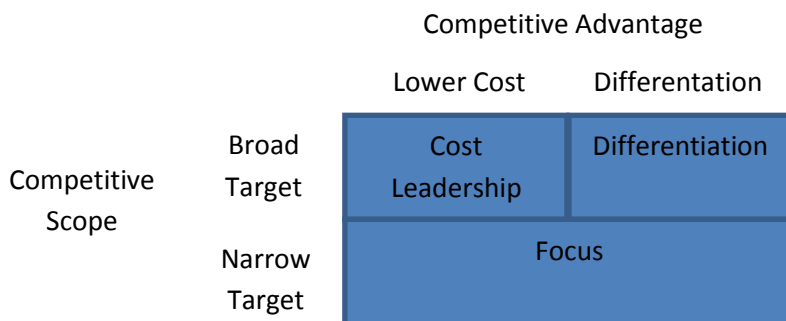 Competitive Advantage
Lower Cost Differentation
Broad
Target
Cost
Leadership
Differentiation
Competitive
Scope
Narrow
Target
Focus